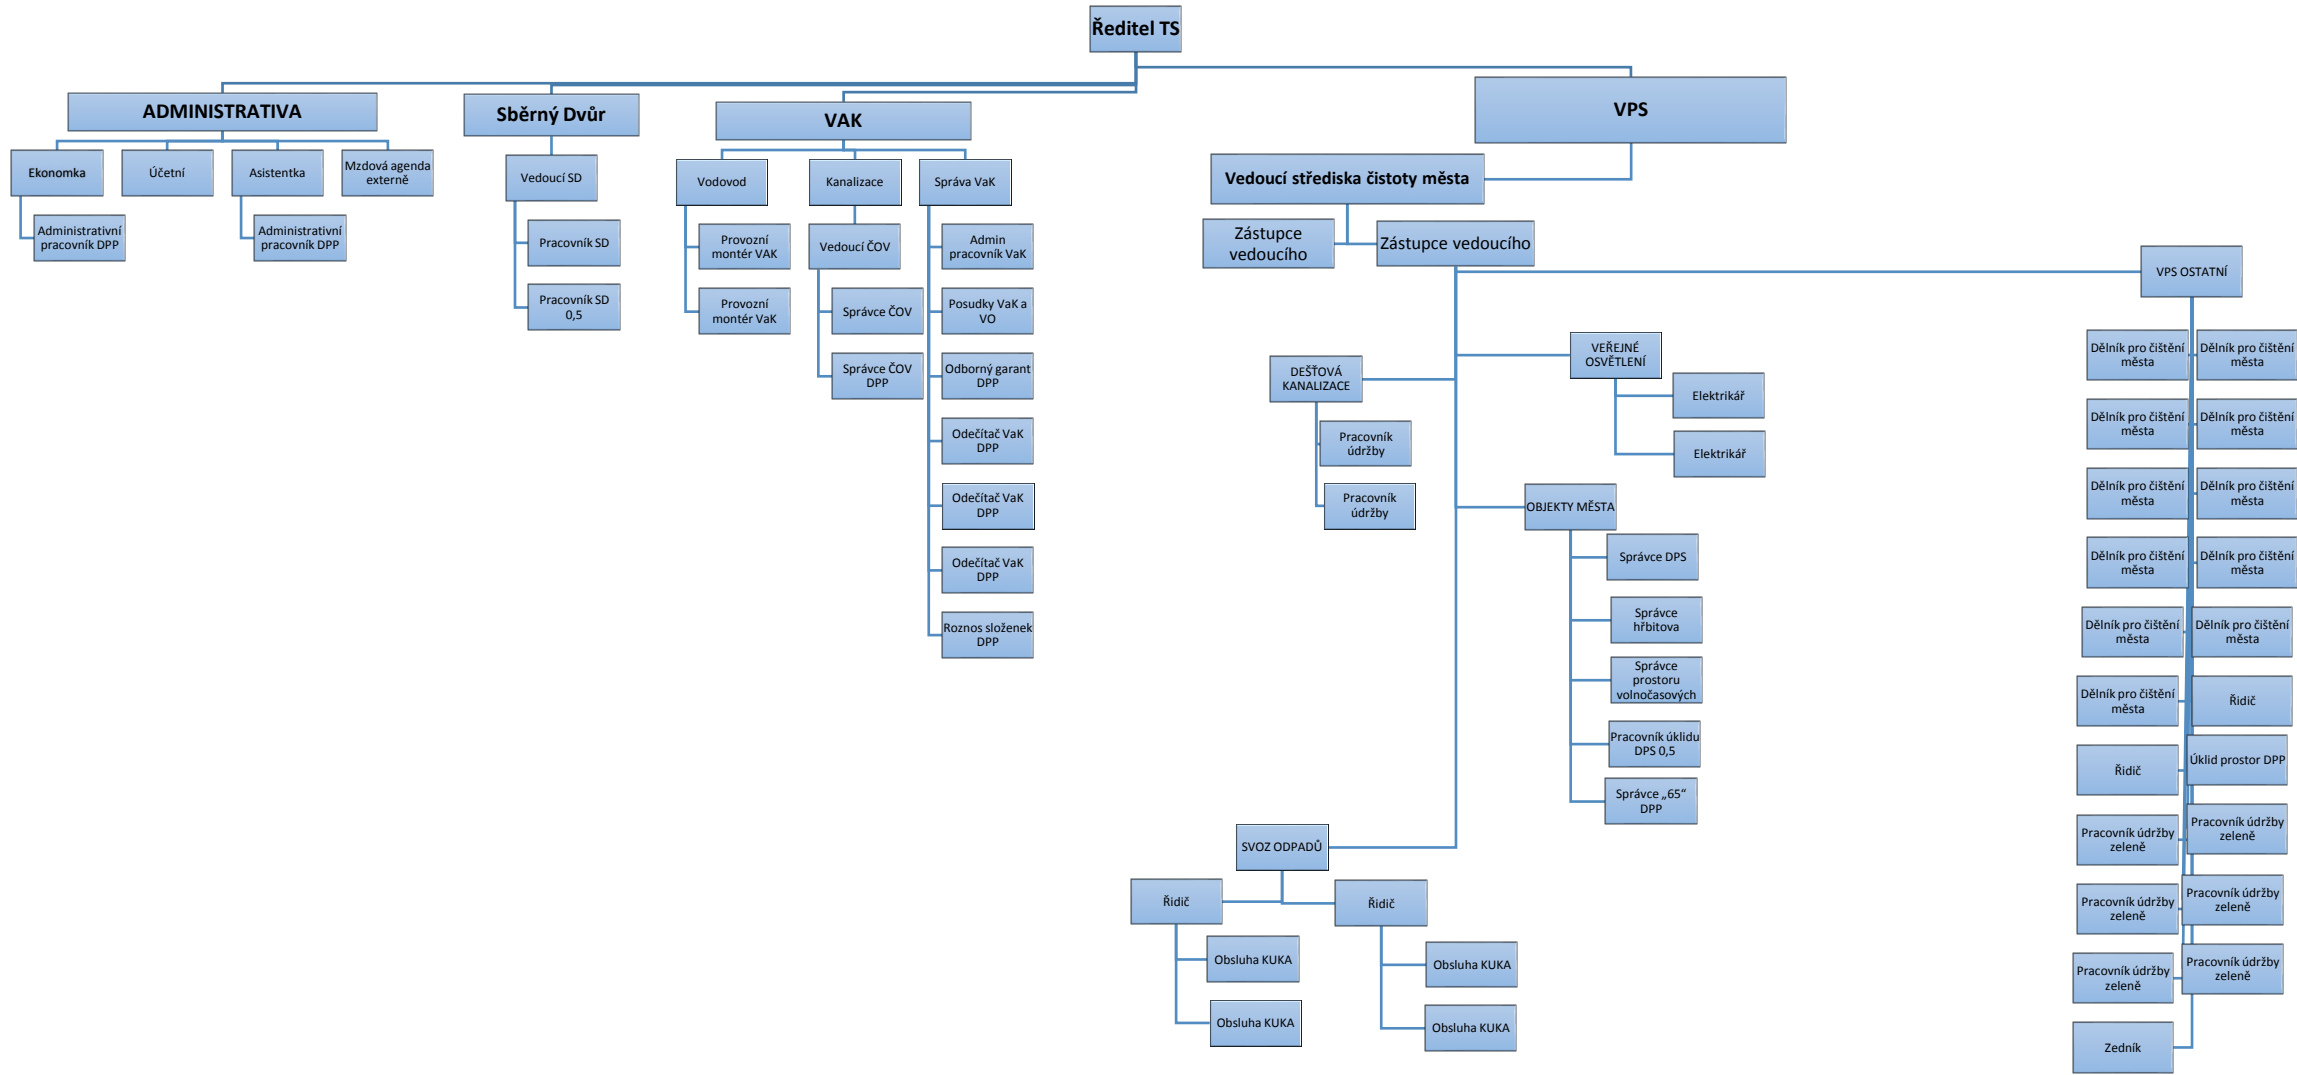 Ředitel TS
ADMINISTRATIVA
Ekonomka
Administrativní
pracovník DPP
Účetní
Asistentka
Administrativní
pracovník DPP
Mzdová agenda
externě
Sběrný Dvůr
Vedoucí SD
Pracovník SD
Pracovník SD
0,5
VAK
Vodovod
Provozní
montér VAK
Provozní
montér VaK
Kanalizace
Vedoucí ČOV
Správce ČOV
Správce ČOV
DPP
Správa VaK
Admin
pracovník VaK
Posudky VaK a
VO
Odborný garant
DPP
Odečítač VaK
DPP
Odečítač VaK
DPP
Odečítač VaK
DPP
Roznos složenek
DPP
VPS
Vedoucí střediska čistoty města
Zástupce
vedoucího
Zástupce vedoucího
DEŠŤOVÁ
KANALIZACE
Pracovník
údržby
Pracovník
údržby
VEŘEJNÉ
OSVĚTLENÍ
Elektrikář
Elektrikář
OBJEKTY MĚSTA
Správce DPS
Správce
hřbitova
Správce
prostoru
volnočasových
Pracovník úklidu
DPS 0,5
Správce „65“
DPP
SVOZ ODPADŮ
Řidič
Obsluha KUKA
Obsluha KUKA
Řidič
Obsluha KUKA
Obsluha KUKA
VPS OSTATNÍ
Dělník pro čištění
města
Dělník pro čištění
města
Dělník pro čištění
města
Dělník pro čištění
města
Dělník pro čištění
města
Dělník pro čištění
města
Dělník pro čištění
města
Dělník pro čištění
města
Dělník pro čištění
města
Dělník pro čištění
města
Dělník pro čištění
města
Řidič
Řidič
Úklid prostor DPP
Pracovník údržby
zeleně
Pracovník údržby
zeleně
Pracovník údržby
zeleně
Pracovník údržby
zeleně
Pracovník údržby
zeleně
Pracovník údržby
zeleně
Zedník